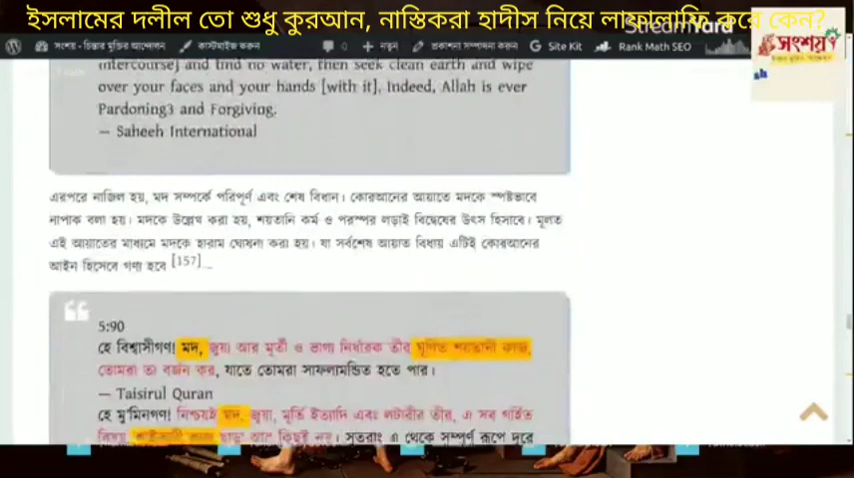 ইসলামের দলীল তো শুধু কুরআন, নাস্তিকরা হাদীস নিয়ে লাফালাফি করে কেন?
StreamYard
সংশয় - চিন্তার মুক্তির আন্দোলন কাস্টমাইজ করুন 0 নতুন প্রকাশনা সম্পাদনা করুন Site Kit Rank Math SEO
সংশয়
intercourse] and find no water, then seek clean earth and wipe
over your faces and your hands [with it]. Indeed, Allah is ever
Pardoning3 and Forgiving.
— Saheeh International
এরপরে নাজিল হয়, মদ সম্পর্কে পরিপূর্ণ এবং শেষ বিধান। কোরআনের আয়াতে মদকে স্পষ্টভাবে
নাপাক বলা হয়। মদকে উল্লেখ করা হয়, শয়তানি কর্ম ও পরস্পর লড়াই বিদ্বেষের উৎস হিসাবে। মূলত
এই আয়াতের মাধ্যমে মদকে হারাম ঘোষনা করা হয়। যা সর্বশেষ আয়াত বিধায় এটিই কোরআনের
আইন হিসেবে গণ্য হবে [157]...
5:90
হে বিশ্বাসীগণ! মদ, জুয়া আর মূর্তী ও ভাগ্য নির্ধারক তীর ঘৃণিত শয়তানী কাজ,
তোমরা তা বর্জন কর, যাতে তোমরা সাফল্যমন্ডিত হতে পার।
— Taisirul Quran
হে মু'মিনগণ! নিশ্চয়ই মদ, জুয়া, মূর্তি ইত্যাদি এবং লটারীর তীর, এ সব গর্হিত
বিষয়, শাইতানী কাজ ছাড়া আর কিছুই নয়। সুতরাং এ থেকে সম্পূর্ণ রূপে দূরে